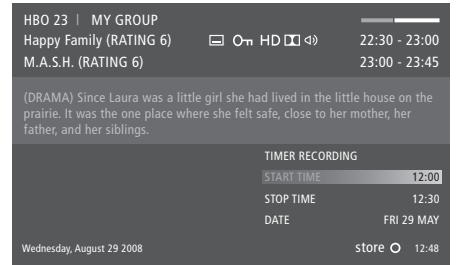 HBO 23 | MY GROUP
Happy Family (RATING 6) HD 22:30 - 23:00
M.A.S.H. (RATING 6) 23:00 - 23:45
(DRAMA) Since Laura was a little girl she had lived in the little house on the
prairie. It was the one place where she felt safe, close to her mother, her
father, and her siblings.
TIMER RECORDING
START TIME 12:00
STOP TIME 12:30
DATE FRI 29 MAY
Wednesday, August 29 2008 store 12:48